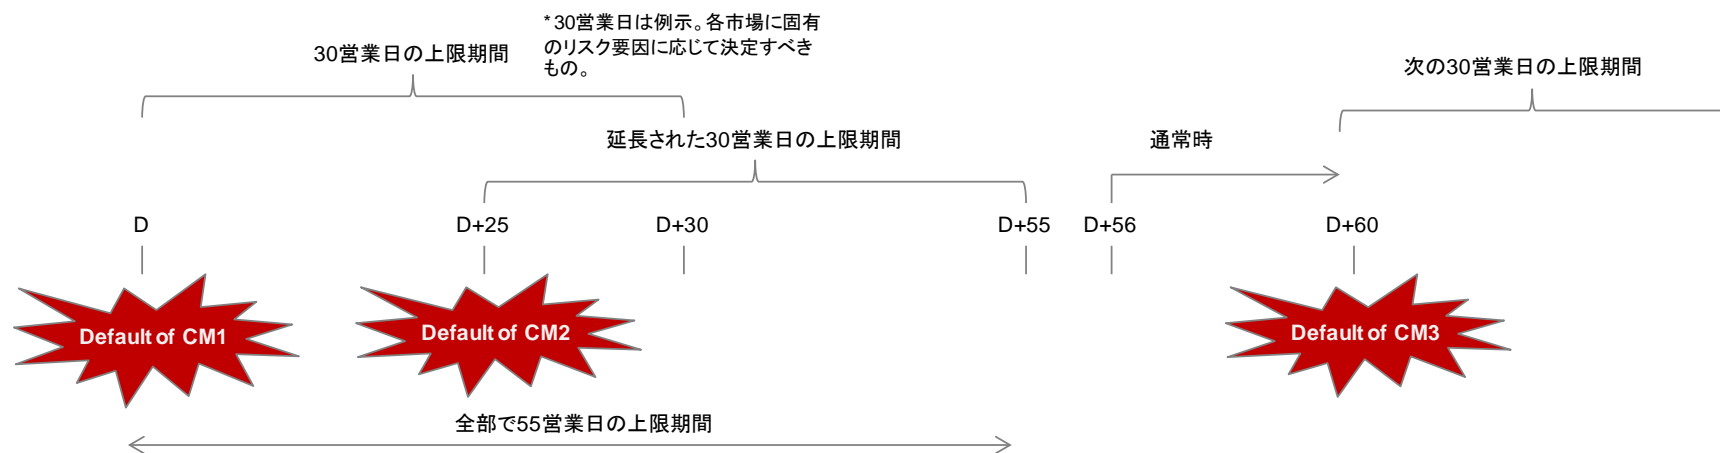 *30営業日は例示。各市場に固有
のリスク要因に応じて決定すべき
もの。
30営業日の上限期間
次の30営業日の上限期間
延長された30営業日の上限期間
通常時
D
D+25
D+30
D+55
D+56
D+60
Default of CM1
Default of CM2
Default of CM3
全部で55営業日の上限期間